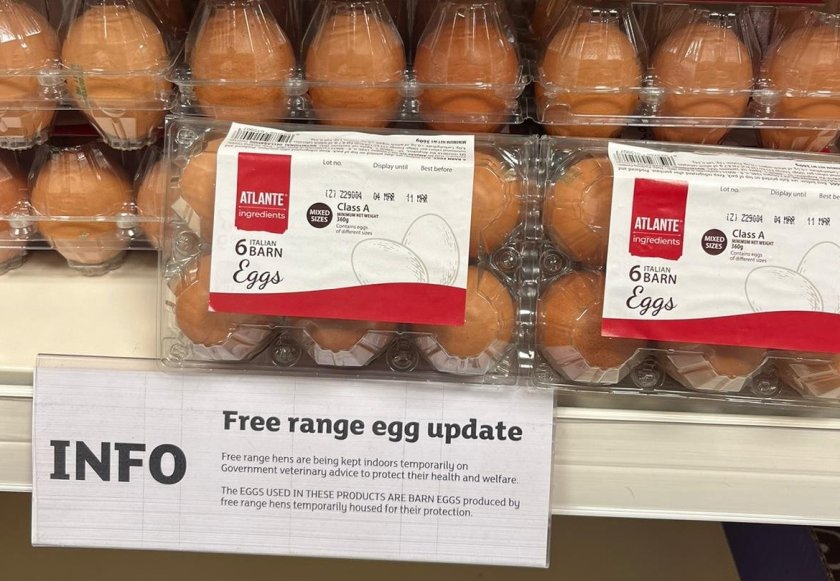 Lot no. Display until Best before
(Z) Z29004 04 MAR 11 MAR
ATLANTE
ingredients
MIXED
SIZES
Class A
MINIMUM NET WEIGHT
360g
Contains eggs
of different sizes
6 ITALIAN
BARN
Eggs
Lot no. Display until
(Z) Z29004 04 MAR 11 MAR
ATLANTE
ingredients
MIXED
SIZES
Class A
MINIMUM NET WEIGHT
360g
Contains eggs
of different sizes
6 ITALIAN
BARN
Eggs
INFO
Free range egg update
Free range hens are being kept indoors temporarily on
Government veterinary advice to protect their health and welfare.
The EGGS USED IN THESE PRODUCTS ARE BARN EGGS produced by
free range hens temporarily housed for their protection.